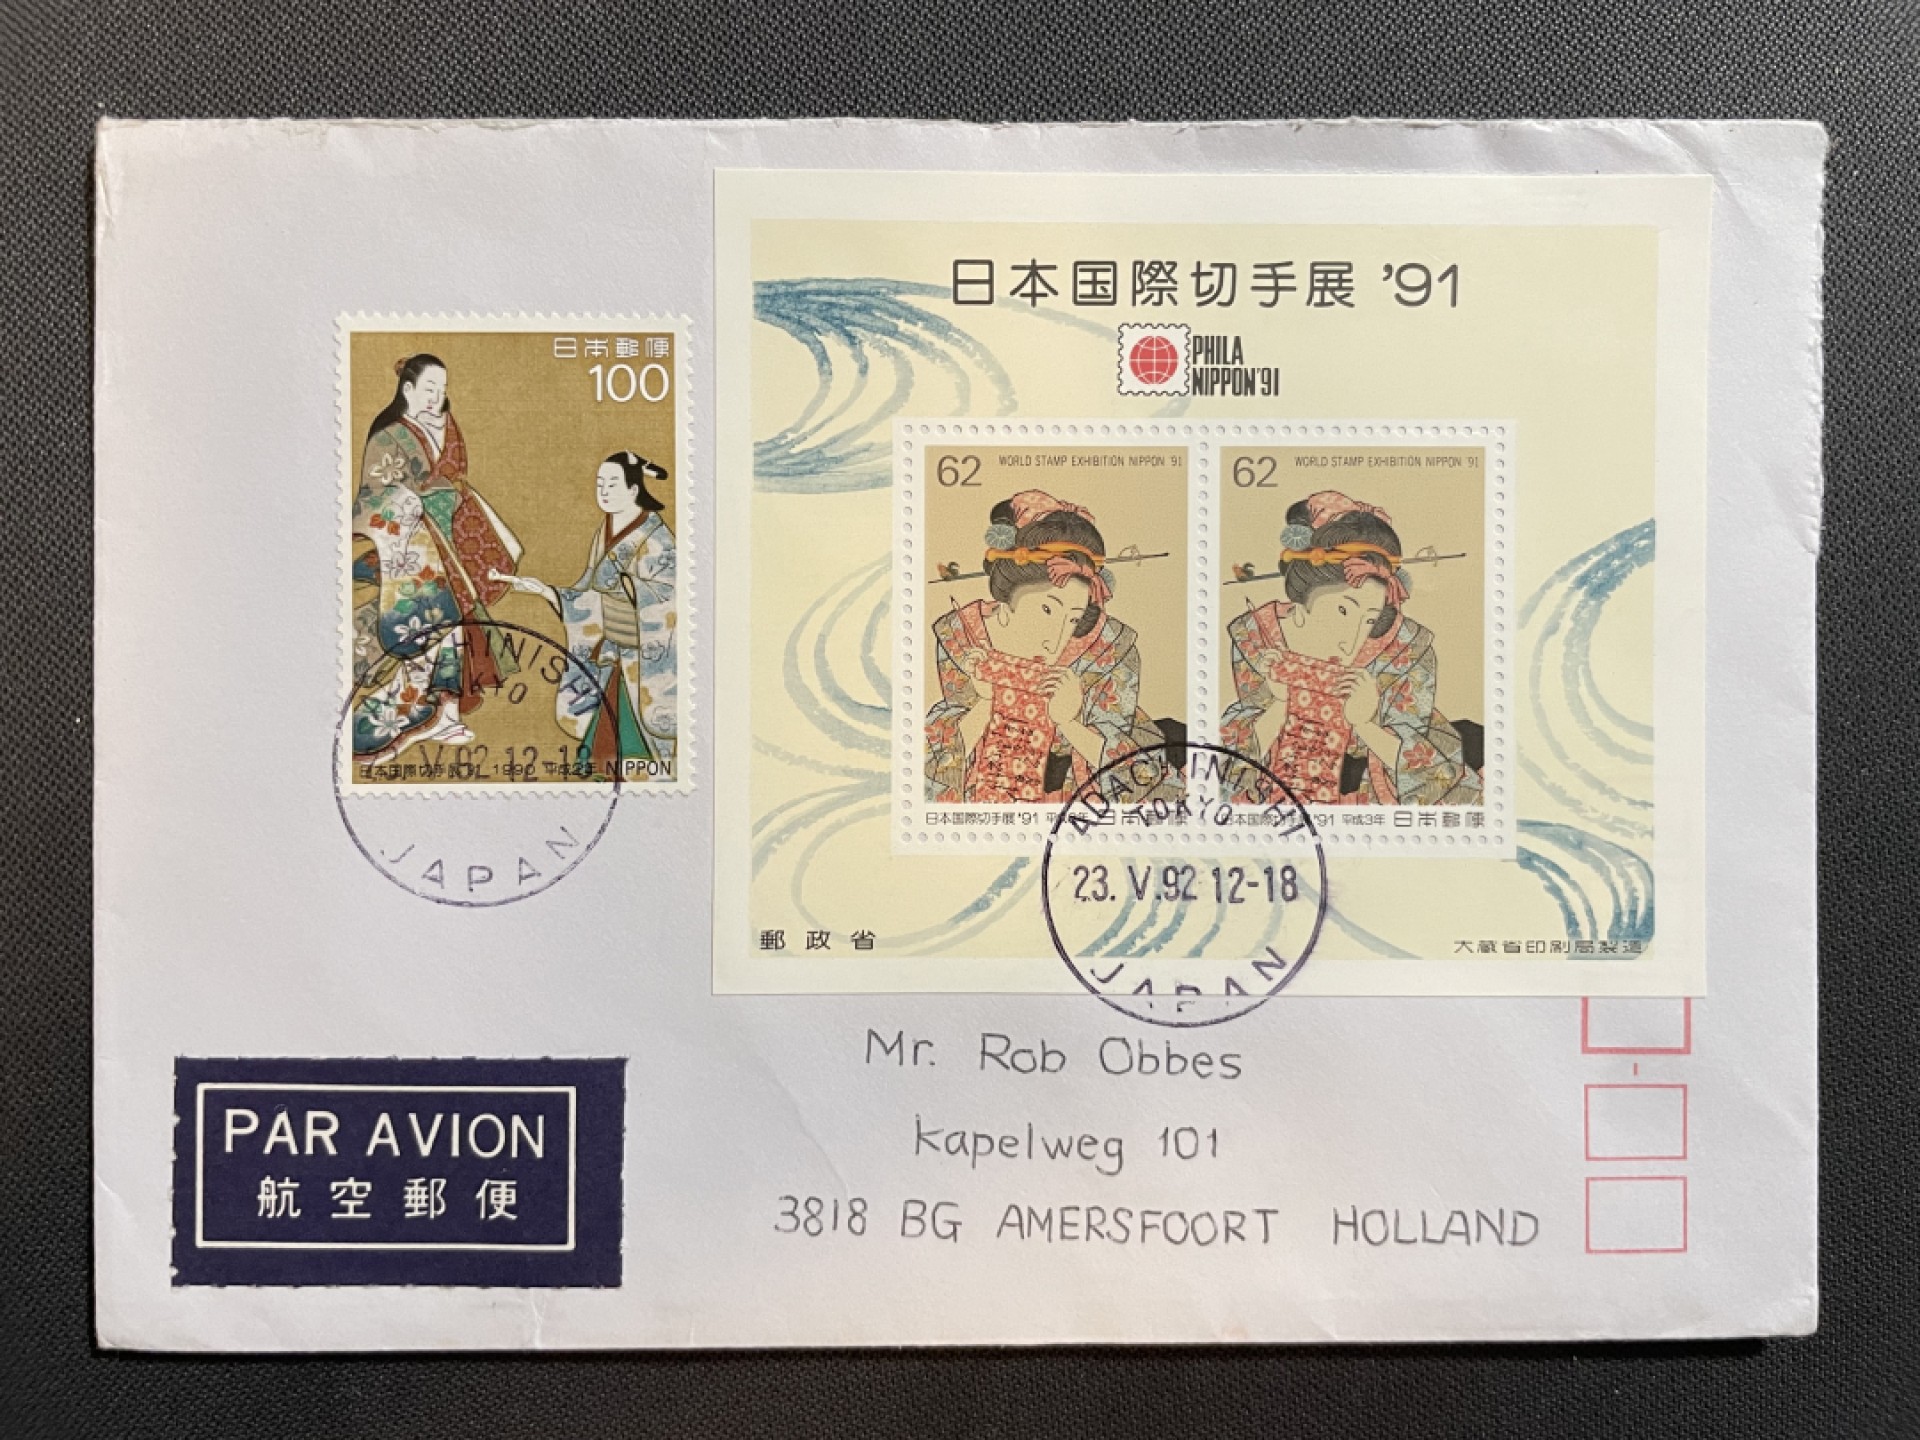 日本郵便
100
日本国際切手展'91 1990 平成2年 NIPPON
V.92 12-18
JAPAN
日本国際切手展 '91
PHILA
NIPPON'91
62 WORLD STAMP EXHIBITION NIPPON '91
62 WORLD STAMP EXHIBITION NIPPON '91
日本国際切手展'91 日本郵便
日本国際切手展'91 平成3年 日本郵便
ADACHINISHI
TOKYO
23. V.92 12-18
JAPAN
郵政省
大蔵省印刷局製造
Mr. Rob Obbes
Kapelweg 101
3818 BG AMERSFOORT HOLLAND
PAR AVION
航空郵便